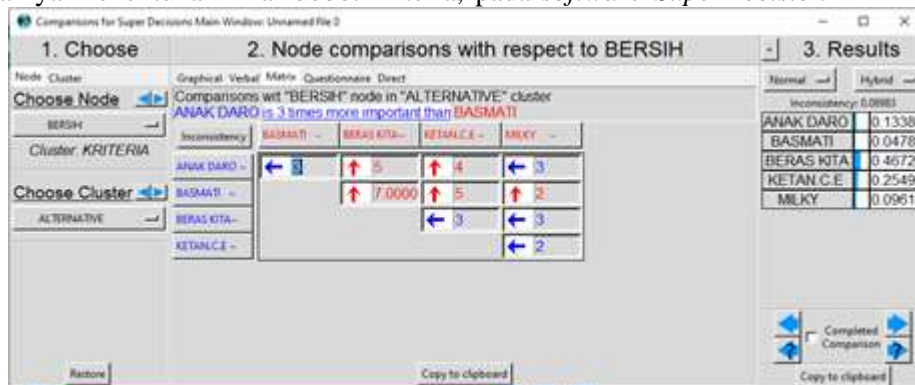 Comparisons for Super Decisions Main Window: Unnamed file 0
1. Choose
2. Node comparisons with respect to BERSIH
- 3. Results
Node Cluster
Graphical Verbal Matrix Questionnaire Direct
Normal Hybrid
Choose Node
Comparisons wrt "BERSIH" node in "ALTERNATIVE" cluster
ANAK DARO is 3 times more important than BASMATI
BERSIH
Cluster: KRITERIA
Choose Cluster
ALTERNATIVE
Inconsistency BASMATI ~ BERAS KITA~ KETAN.C.E ~ MILKY ~
ANAK DARO ~ 3 5 4 3
BASMATI ~ 7.0000 5 2
BERAS KITA~ 3 3
KETAN.C.E ~ 2
ANAK DARO 0.1338
BASMATI 0.0478
BERAS KITA 0.4672
KETAN.C.E 0.2549
MILKY 0.0961
Completed
Comparison
Restore
Copy to clipboard
Copy to clipboard